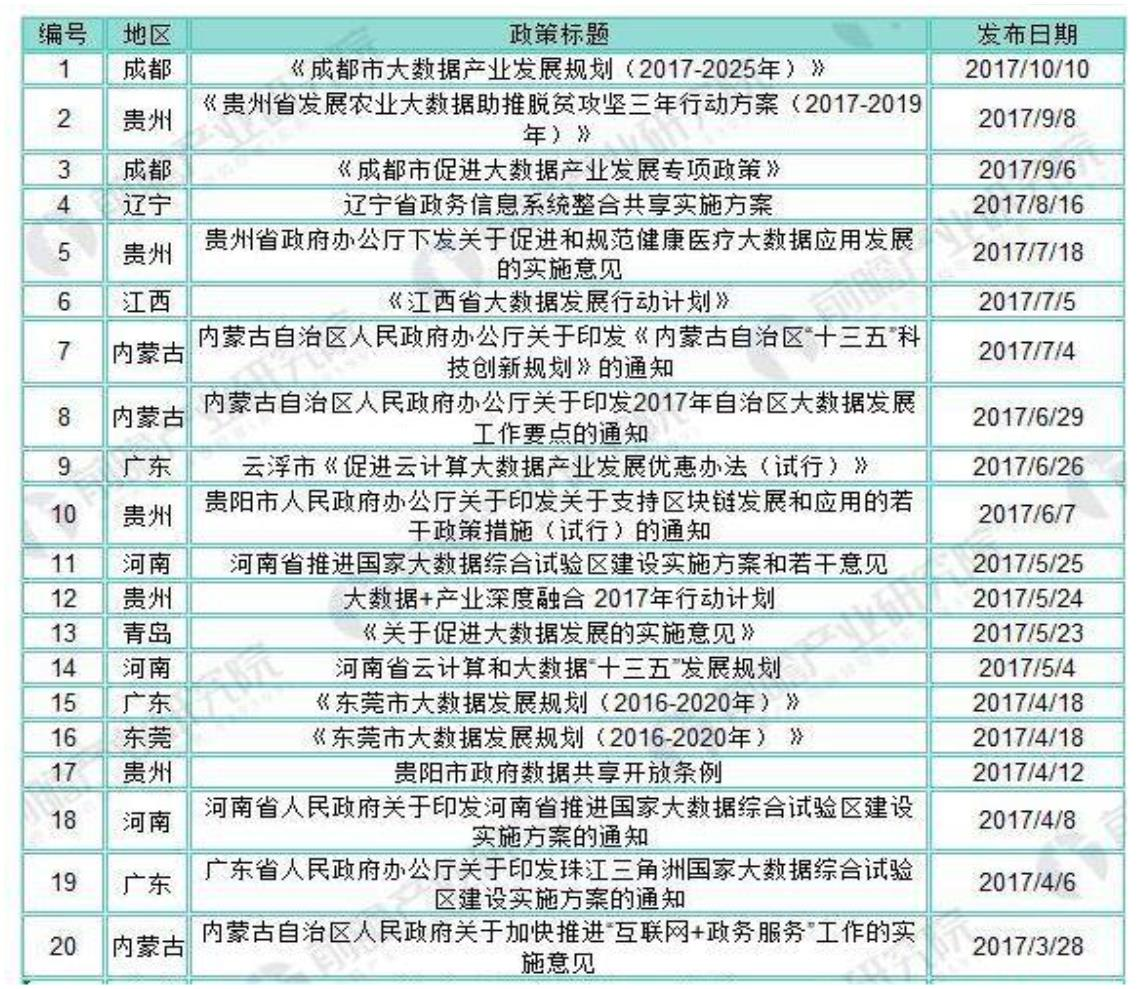 编号 地区 政策标题 发布日期
1 成都 《成都市大数据产业发展规划（2017-2025年）》 2017/10/10
2 贵州 《贵州省发展农业大数据助推脱贫攻坚三年行动方案（2017-2019
年）》 2017/9/8
3 成都 《成都市促进大数据产业发展专项政策》 2017/9/6
4 辽宁 辽宁省政务信息系统整合共享实施方案 2017/8/16
5 贵州 贵州省政府办公厅下发关于促进和规范健康医疗大数据应用发展
的实施意见 2017/7/18
6 江西 《江西省大数据发展行动计划》 2017/7/5
7 内蒙古 内蒙古自治区人民政府办公厅关于印发《内蒙古自治区“十三五”科
技创新规划》的通知 2017/7/4
8 内蒙古 内蒙古自治区人民政府办公厅关于印发2017年自治区大数据发展
工作要点的通知 2017/6/29
9 广东 云浮市《促进云计算大数据产业发展优惠办法（试行）》 2017/6/26
10 贵州 贵阳市人民政府办公厅关于印发关于支持区块链发展和应用的若
干政策措施（试行）的通知 2017/6/7
11 河南 河南省推进国家大数据综合试验区建设实施方案和若干意见 2017/5/25
12 贵州 大数据+产业深度融合 2017年行动计划 2017/5/24
13 青岛 《关于促进大数据发展的实施意见》 2017/5/23
14 河南 河南省云计算和大数据“十三五”发展规划 2017/5/4
15 广东 《东莞市大数据发展规划（2016-2020年）》 2017/4/18
16 东莞 《东莞市大数据发展规划（2016-2020年） 》 2017/4/18
17 贵州 贵阳市政府数据共享开放条例 2017/4/12
18 河南 河南省人民政府关于印发河南省推进国家大数据综合试验区建设
实施方案的通知 2017/4/8
19 广东 广东省人民政府办公厅关于印发珠江三角洲国家大数据综合试验
区建设实施方案的通知 2017/4/6
20 内蒙古 内蒙古自治区人民政府关于加快推进“互联网+政务服务”工作的实
施意见 2017/3/28
前瞻产业研究院